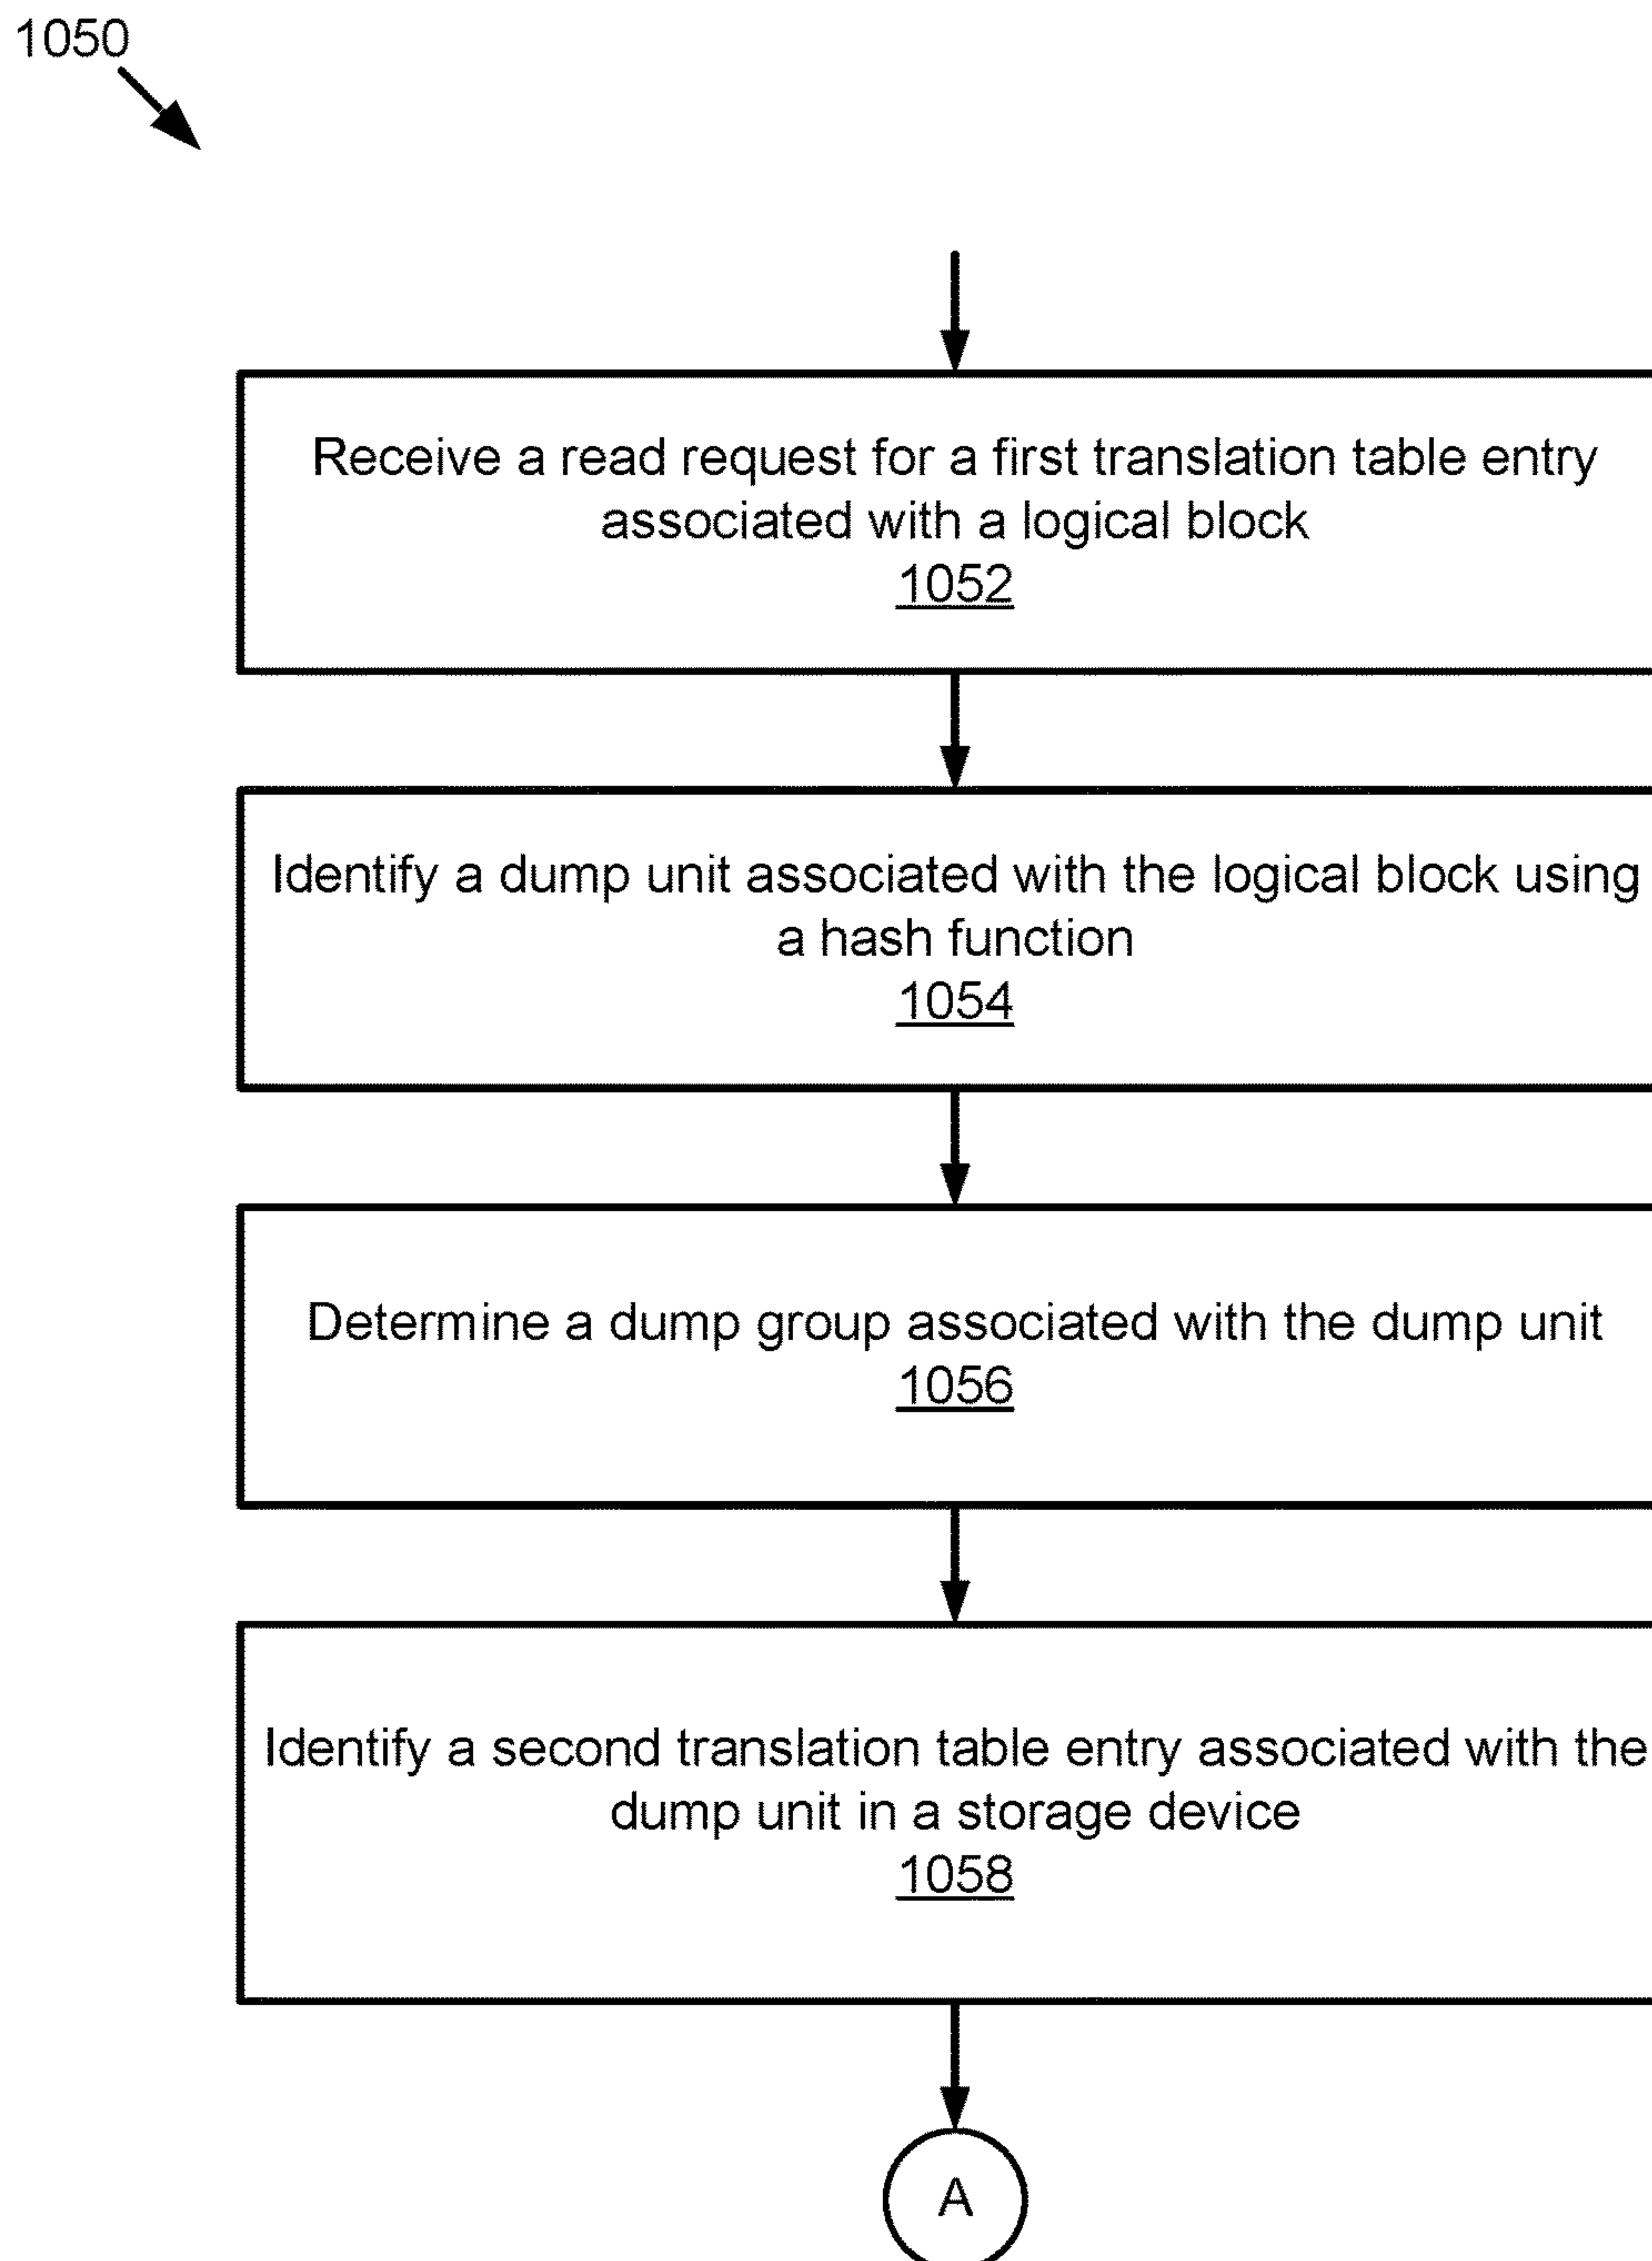 1050
Receive a read request for a first translation table entry
associated with a logical block
1052
Identify a dump unit associated with the logical block using
a hash function
1054
Determine a dump group associated with the dump unit
1056
Identify a second translation table entry associated with the
dump unit in a storage device
1058
A